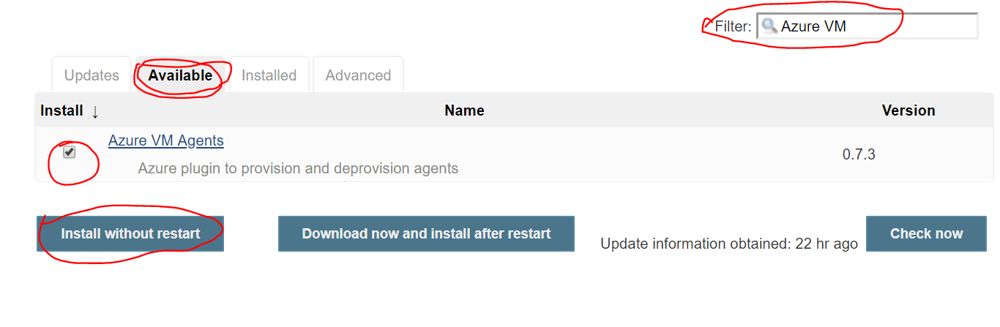 Filter: Azure VM
Updates Available Installed Advanced
Install ↓ Name Version
Azure VM Agents
Azure plugin to provision and deprovision agents
0.7.3
Install without restart Download now and install after restart Update information obtained: 22 hr ago Check now